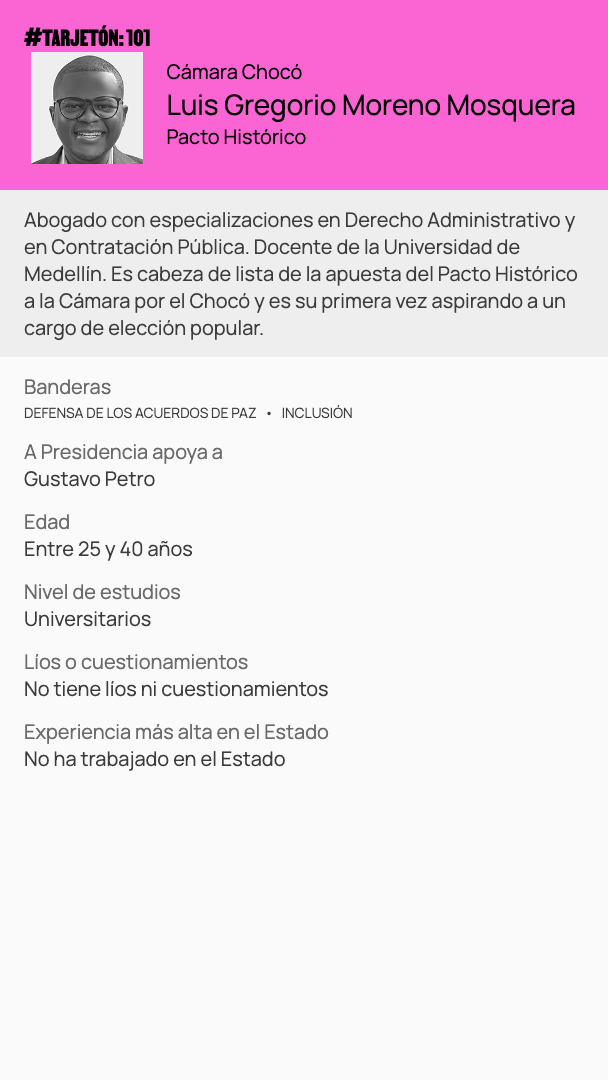 #TARJETÓN: 101
Cámara Chocó
Luis Gregorio Moreno Mosquera
Pacto Histórico
Abogado con especializaciones en Derecho Administrativo y
en Contratación Pública. Docente de la Universidad de
Medellín. Es cabeza de lista de la apuesta del Pacto Histórico
a la Cámara por el Chocó y es su primera vez aspirando a un
cargo de elección popular.
Banderas
DEFENSA DE LOS ACUERDOS DE PAZ • INCLUSIÓN
A Presidencia apoya a
Gustavo Petro
Edad
Entre 25 y 40 años
Nivel de estudios
Universitarios
Líos o cuestionamientos
No tiene líos ni cuestionamientos
Experiencia más alta en el Estado
No ha trabajado en el Estado